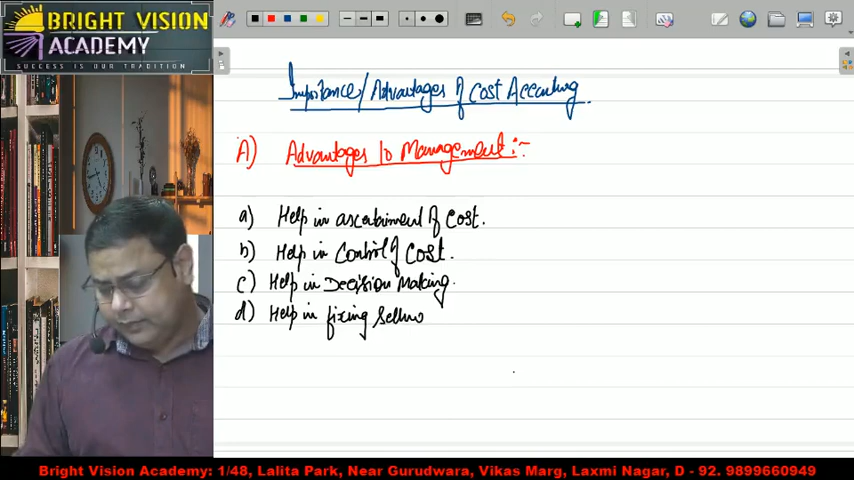 BRIGHT VISION
ACADEMY
SUCCESS IS OUR TRADITION
Importance/Advantages of Cost Accounting.
A) Advantages to Management :-
a) Help in ascertainment of Cost.
b) Help in Control of Cost.
c) Help in Decision Making.
d) Help in fixing Selling
Bright Vision Academy: 1/48, Lalita Park, Near Gurudwara, Vikas Marg, Laxmi Nagar, D - 92. 9899660949